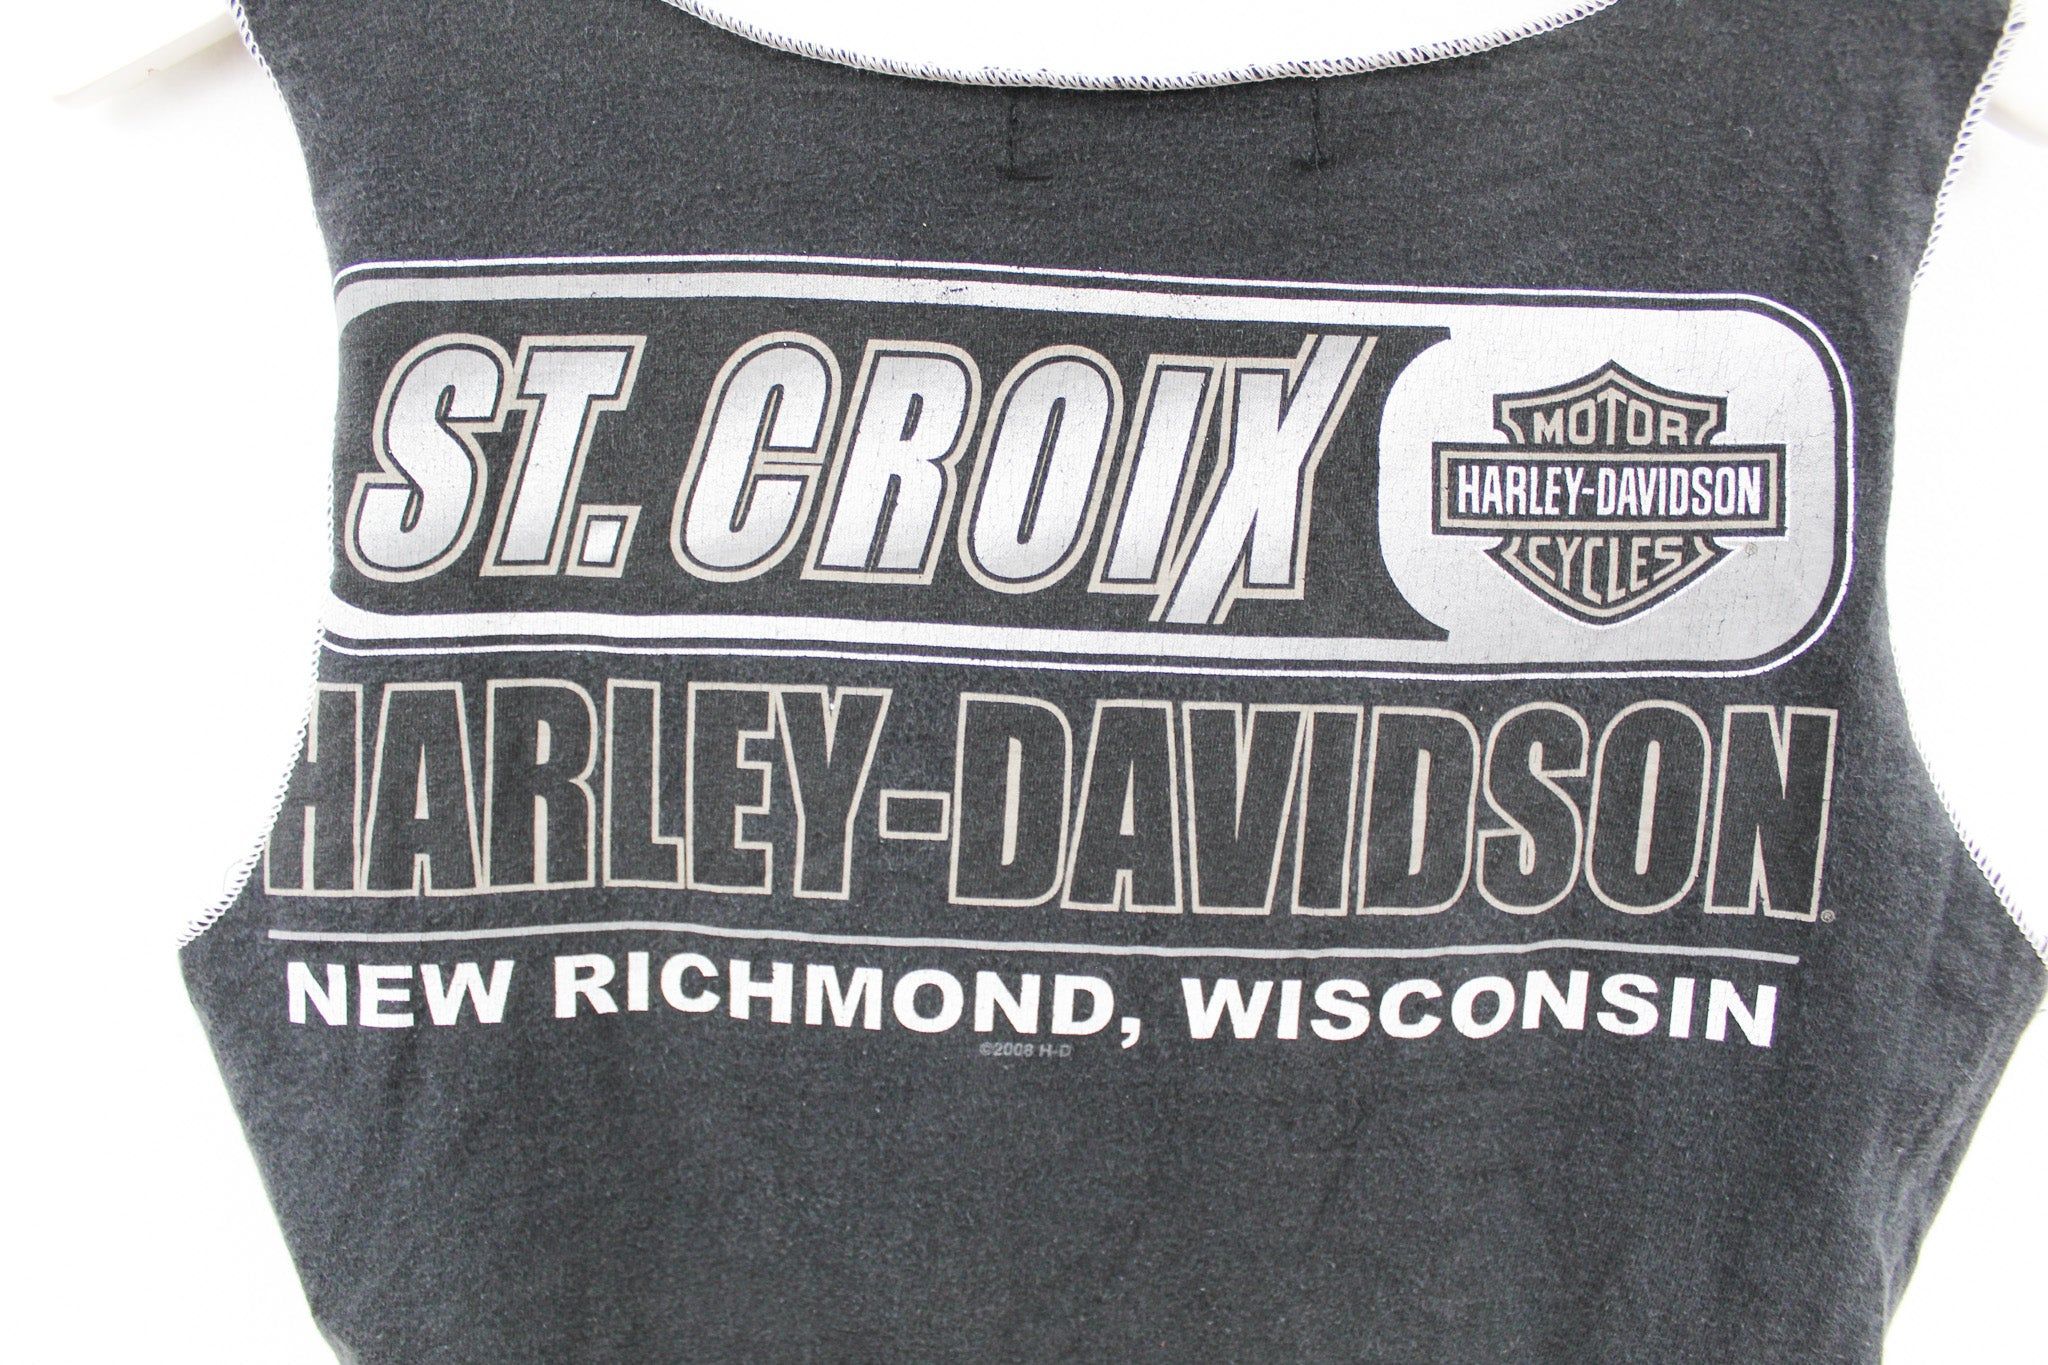 ST. CROIX
MOTOR
HARLEY-DAVIDSON
CYCLES
®
HARLEY-DAVIDSON®
NEW RICHMOND, WISCONSIN
©2008 H-D